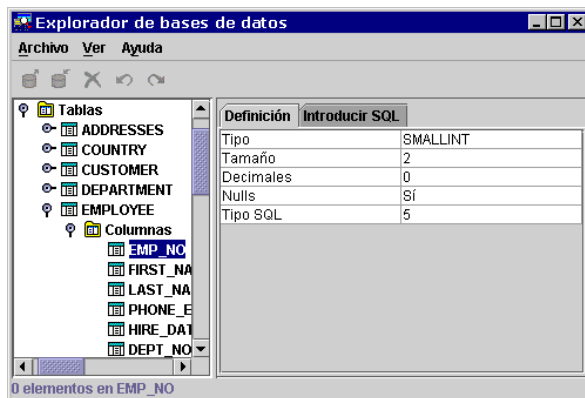 Explorador de bases de datos
Archivo Ver Ayuda
Tablas
ADDRESSES
COUNTRY
CUSTOMER
DEPARTMENT
EMPLOYEE
Columnas
EMP_NO
FIRST_NA
LAST_NA
PHONE_E
HIRE_DAT
DEPT_NO
Definición Introducir SQL
Tipo SMALLINT
Tamaño 2
Decimales 0
Nulls Sí
Tipo SQL 5
0 elementos en EMP_NO